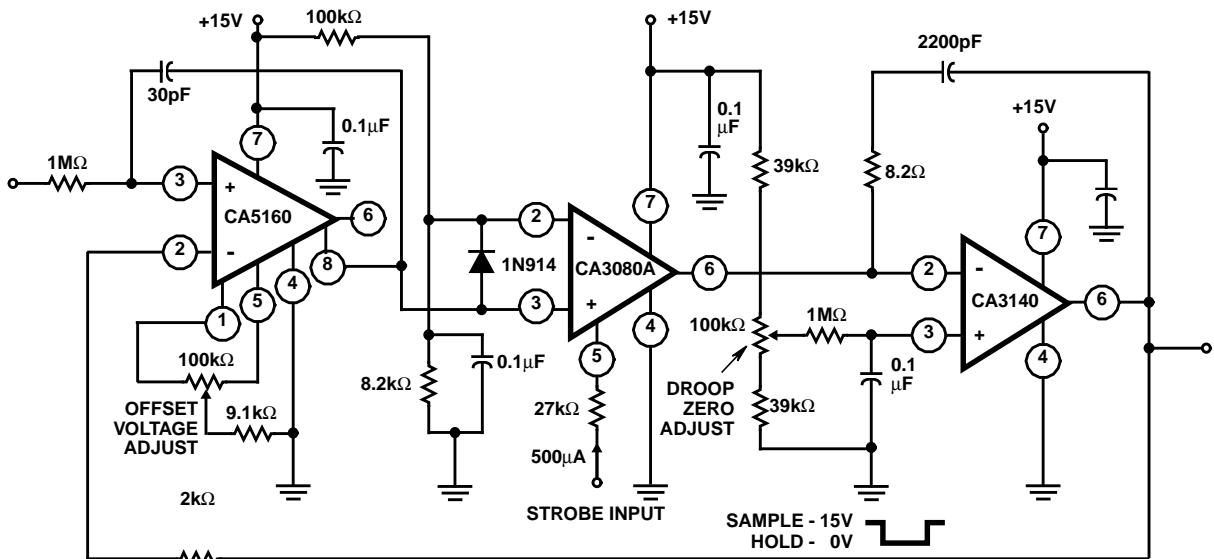 +15V
100kΩ
30pF
0.1μF
7
1MΩ
3
+
CA5160
6
2
-
8
4
5
1
100kΩ
OFFSET
VOLTAGE
ADJUST
9.1kΩ
2kΩ
1N914
8.2kΩ
0.1μF
+15V
0.1
μF
7
2
-
CA3080A
6
3
+
4
5
27kΩ
500μA
STROBE INPUT
39kΩ
100kΩ
1MΩ
DROOP
ZERO
ADJUST
39kΩ
0.1
μF
2200pF
8.2Ω
+15V
7
2
-
CA3140
6
3
+
4
SAMPLE - 15V
HOLD - 0V